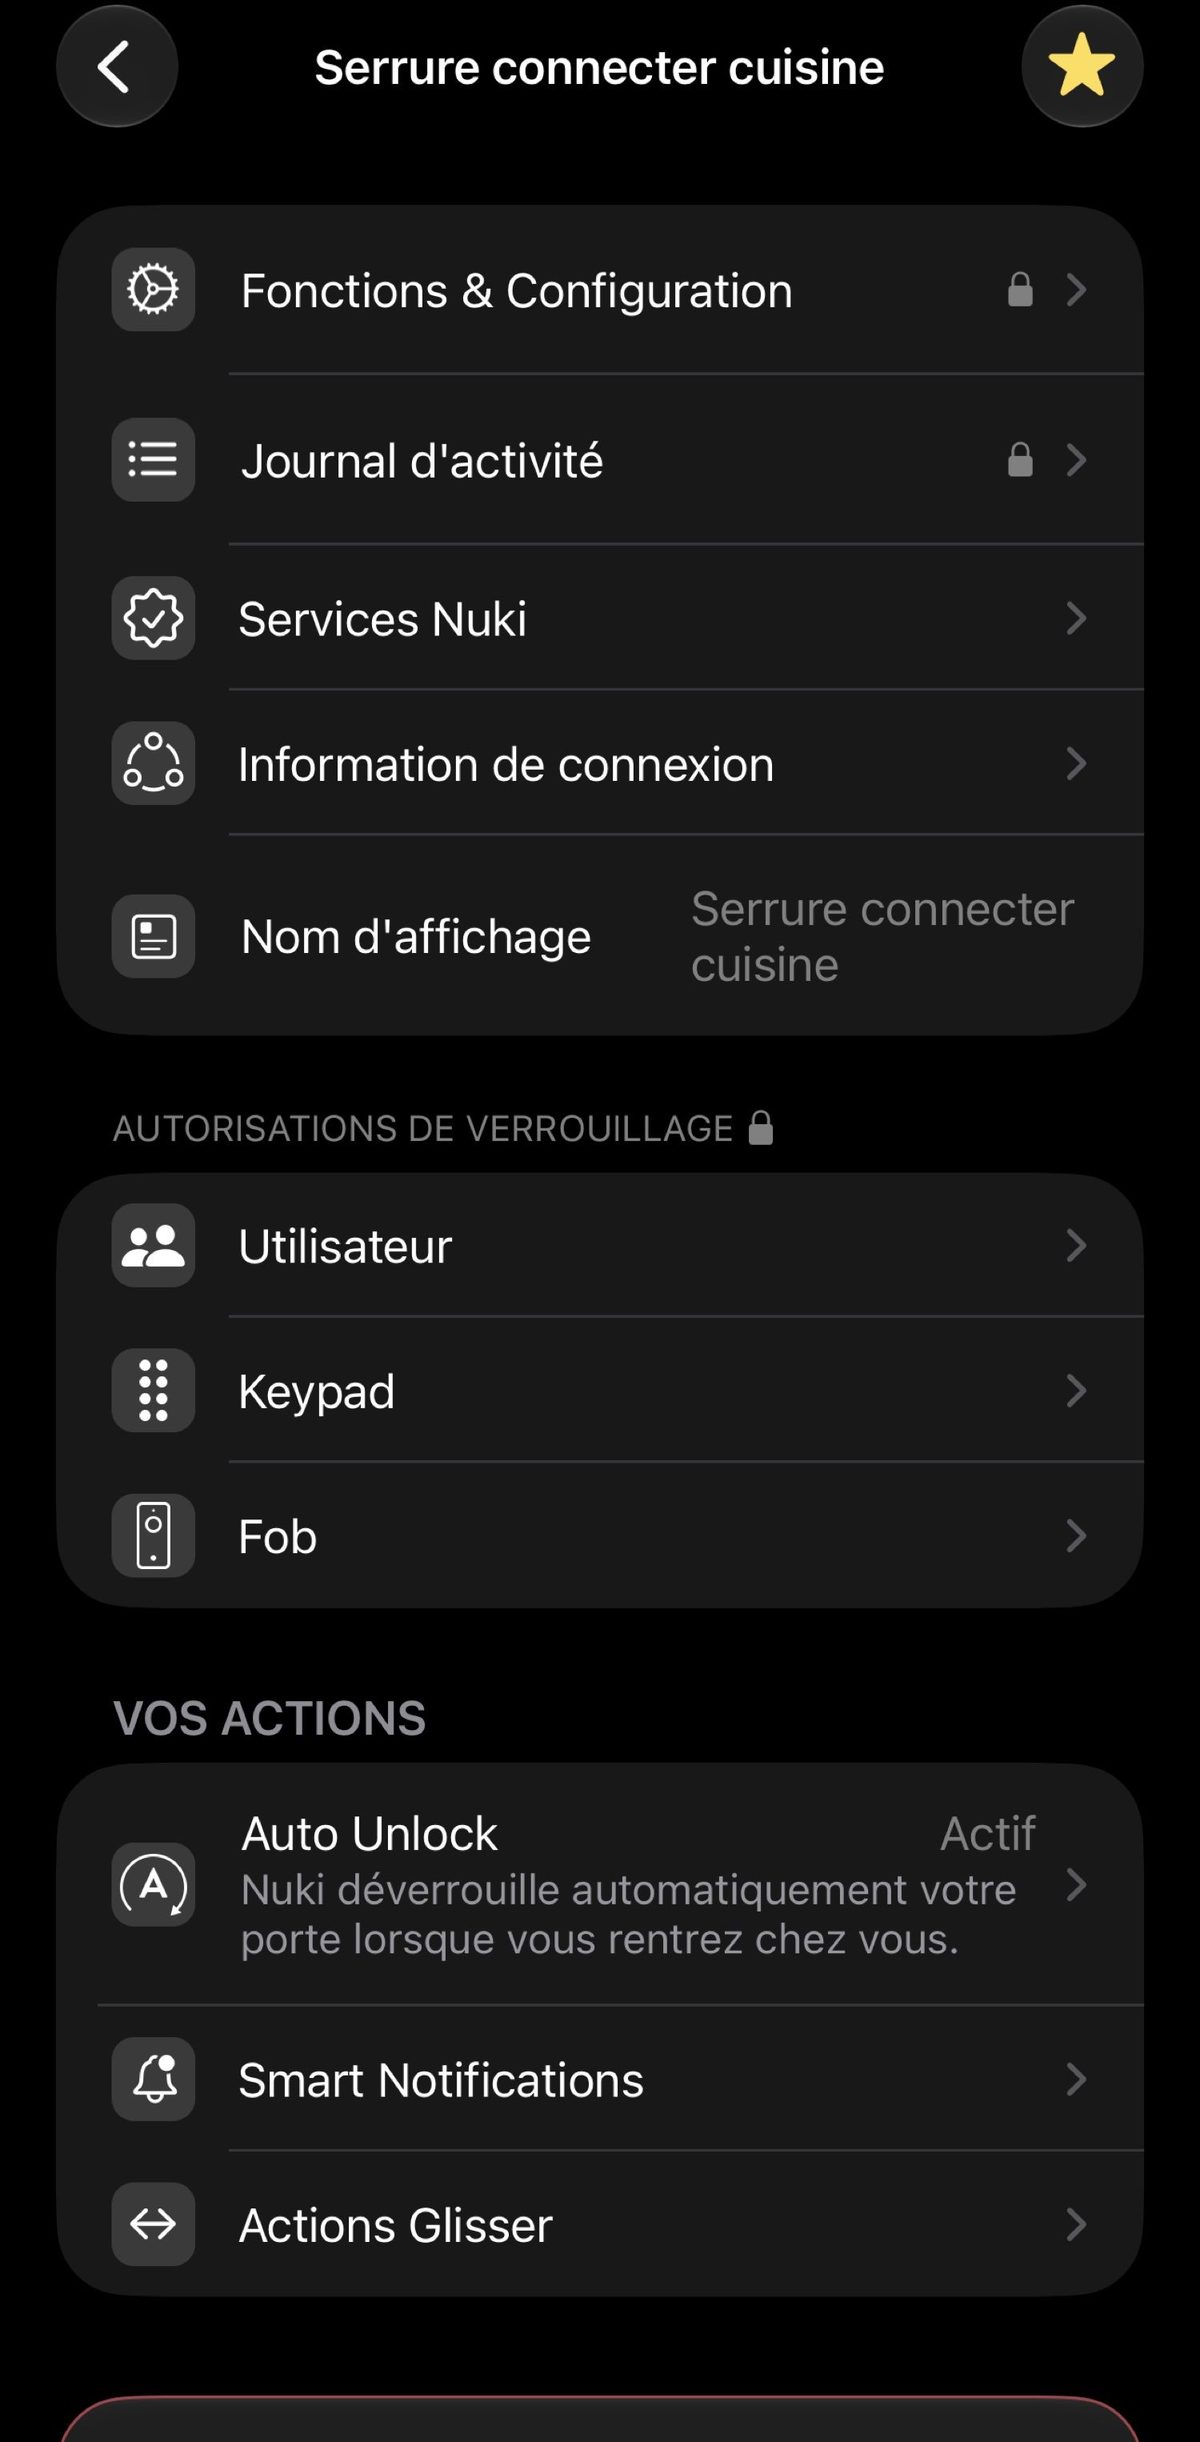 Serrure connecter cuisine
Fonctions & Configuration
Journal d'activité
Services Nuki
Information de connexion
Nom d'affichage
Serrure connecter
cuisine
AUTORISATIONS DE VERROUILLAGE
Utilisateur
Keypad
Fob
VOS ACTIONS
Auto Unlock
Actif
Nuki déverrouille automatiquement votre
porte lorsque vous rentrez chez vous.
Smart Notifications
Actions Glisser